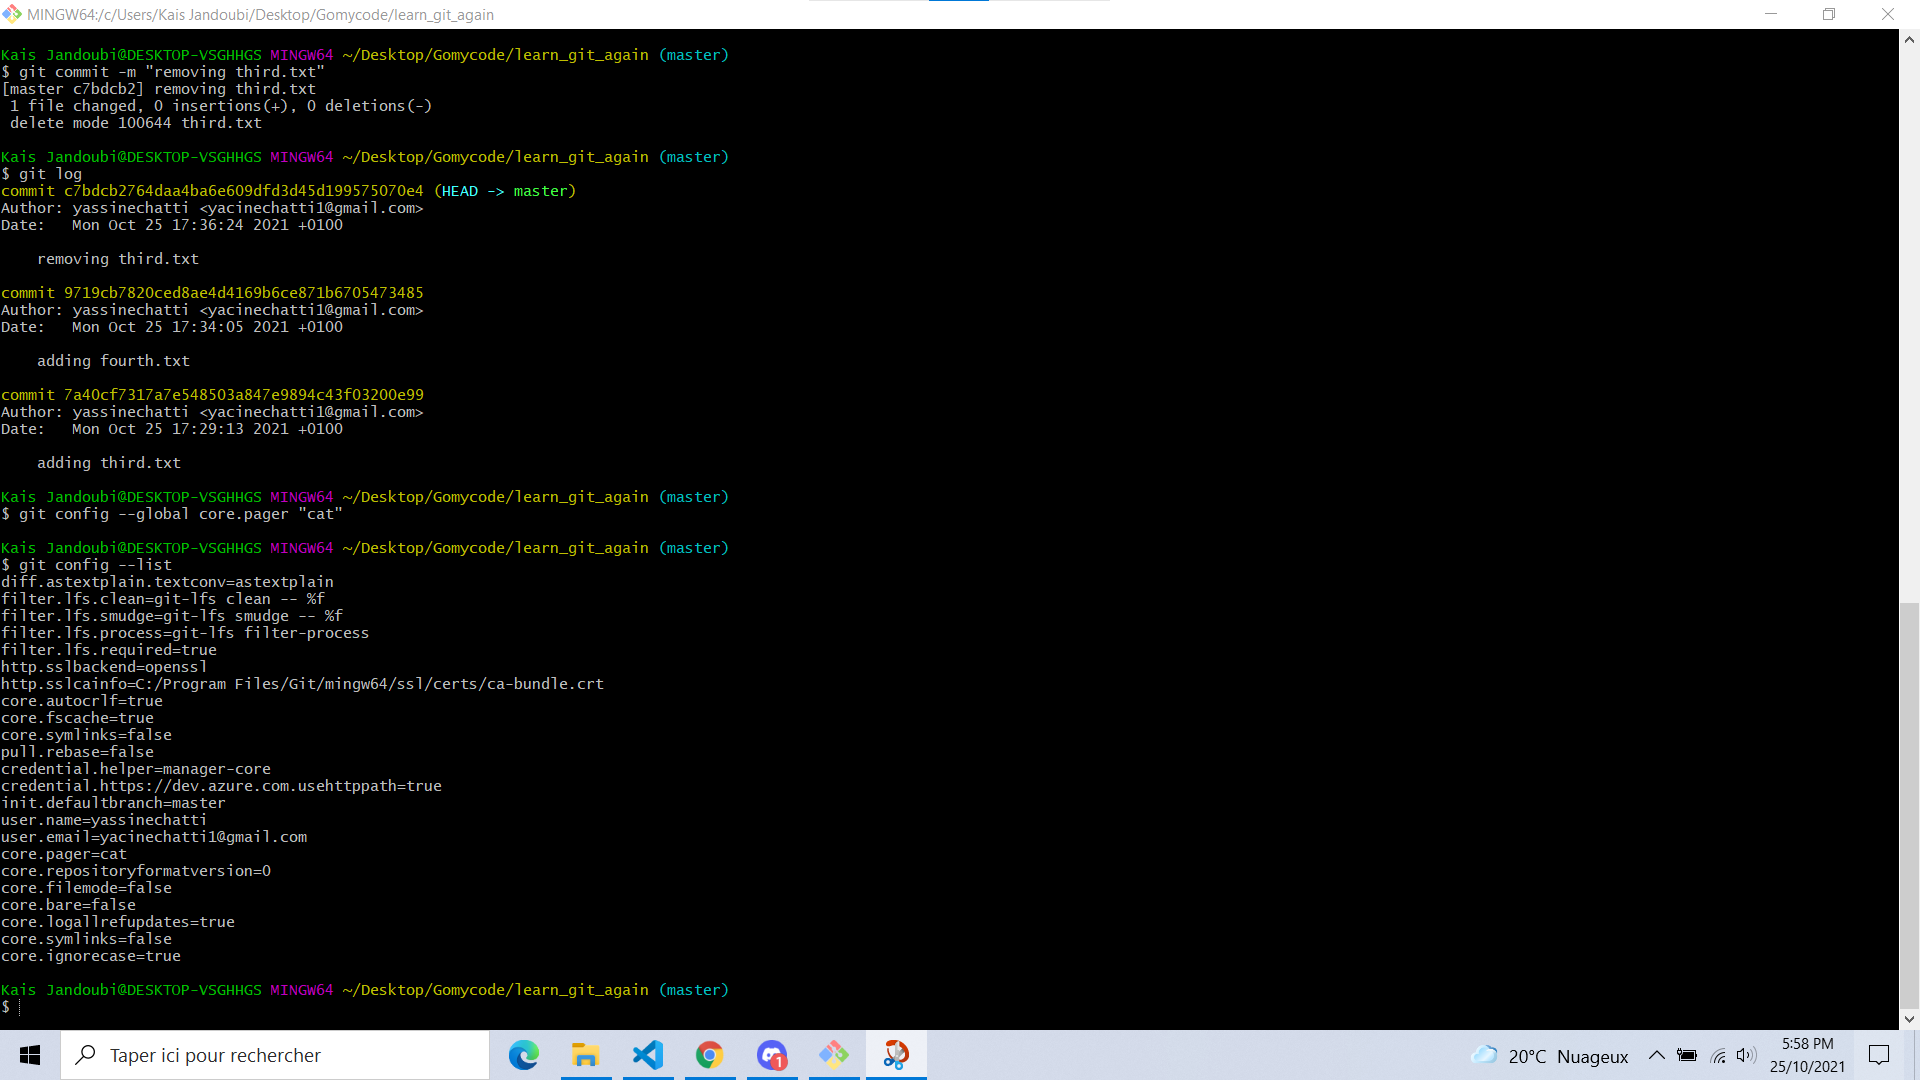 MINGW64:/c/Users/Kais Jandoubi/Desktop/Gomycode/learn_git_again
Kais Jandoubi@DESKTOP-VSGHHGS MINGW64 ~/Desktop/Gomycode/learn_git_again (master)
$ git commit -m "removing third.txt"
[master c7bdcb2] removing third.txt
 1 file changed, 0 insertions(+), 0 deletions(-)
 delete mode 100644 third.txt
Kais Jandoubi@DESKTOP-VSGHHGS MINGW64 ~/Desktop/Gomycode/learn_git_again (master)
$ git log
commit c7bdcb2764daa4ba6e609dfd3d45d199575070e4 (HEAD -> master)
Author: yassinechatti <yacinechatti1@gmail.com>
Date:   Mon Oct 25 17:36:24 2021 +0100
    removing third.txt
commit 9719cb7820ced8ae4d4169b6ce871b6705473485
Author: yassinechatti <yacinechatti1@gmail.com>
Date:   Mon Oct 25 17:34:05 2021 +0100
    adding fourth.txt
commit 7a40cf7317a7e548503a847e9894c43f03200e99
Author: yassinechatti <yacinechatti1@gmail.com>
Date:   Mon Oct 25 17:29:13 2021 +0100
    adding third.txt
Kais Jandoubi@DESKTOP-VSGHHGS MINGW64 ~/Desktop/Gomycode/learn_git_again (master)
$ git config --global core.pager "cat"
Kais Jandoubi@DESKTOP-VSGHHGS MINGW64 ~/Desktop/Gomycode/learn_git_again (master)
$ git config --list
diff.astextplain.textconv=astextplain
filter.lfs.clean=git-lfs clean -- %f
filter.lfs.smudge=git-lfs smudge -- %f
filter.lfs.process=git-lfs filter-process
filter.lfs.required=true
http.sslbackend=openssl
http.sslcainfo=C:/Program Files/Git/mingw64/ssl/certs/ca-bundle.crt
core.autocrlf=true
core.fscache=true
core.symlinks=false
pull.rebase=false
credential.helper=manager-core
credential.https://dev.azure.com.usehttppath=true
init.defaultbranch=master
user.name=yassinechatti
user.email=yacinechatti1@gmail.com
core.pager=cat
core.repositoryformatversion=0
core.filemode=false
core.bare=false
core.logallrefupdates=true
core.symlinks=false
core.ignorecase=true
Kais Jandoubi@DESKTOP-VSGHHGS MINGW64 ~/Desktop/Gomycode/learn_git_again (master)
$
Taper ici pour rechercher
1
20°C Nuageux
5:58 PM
25/10/2021